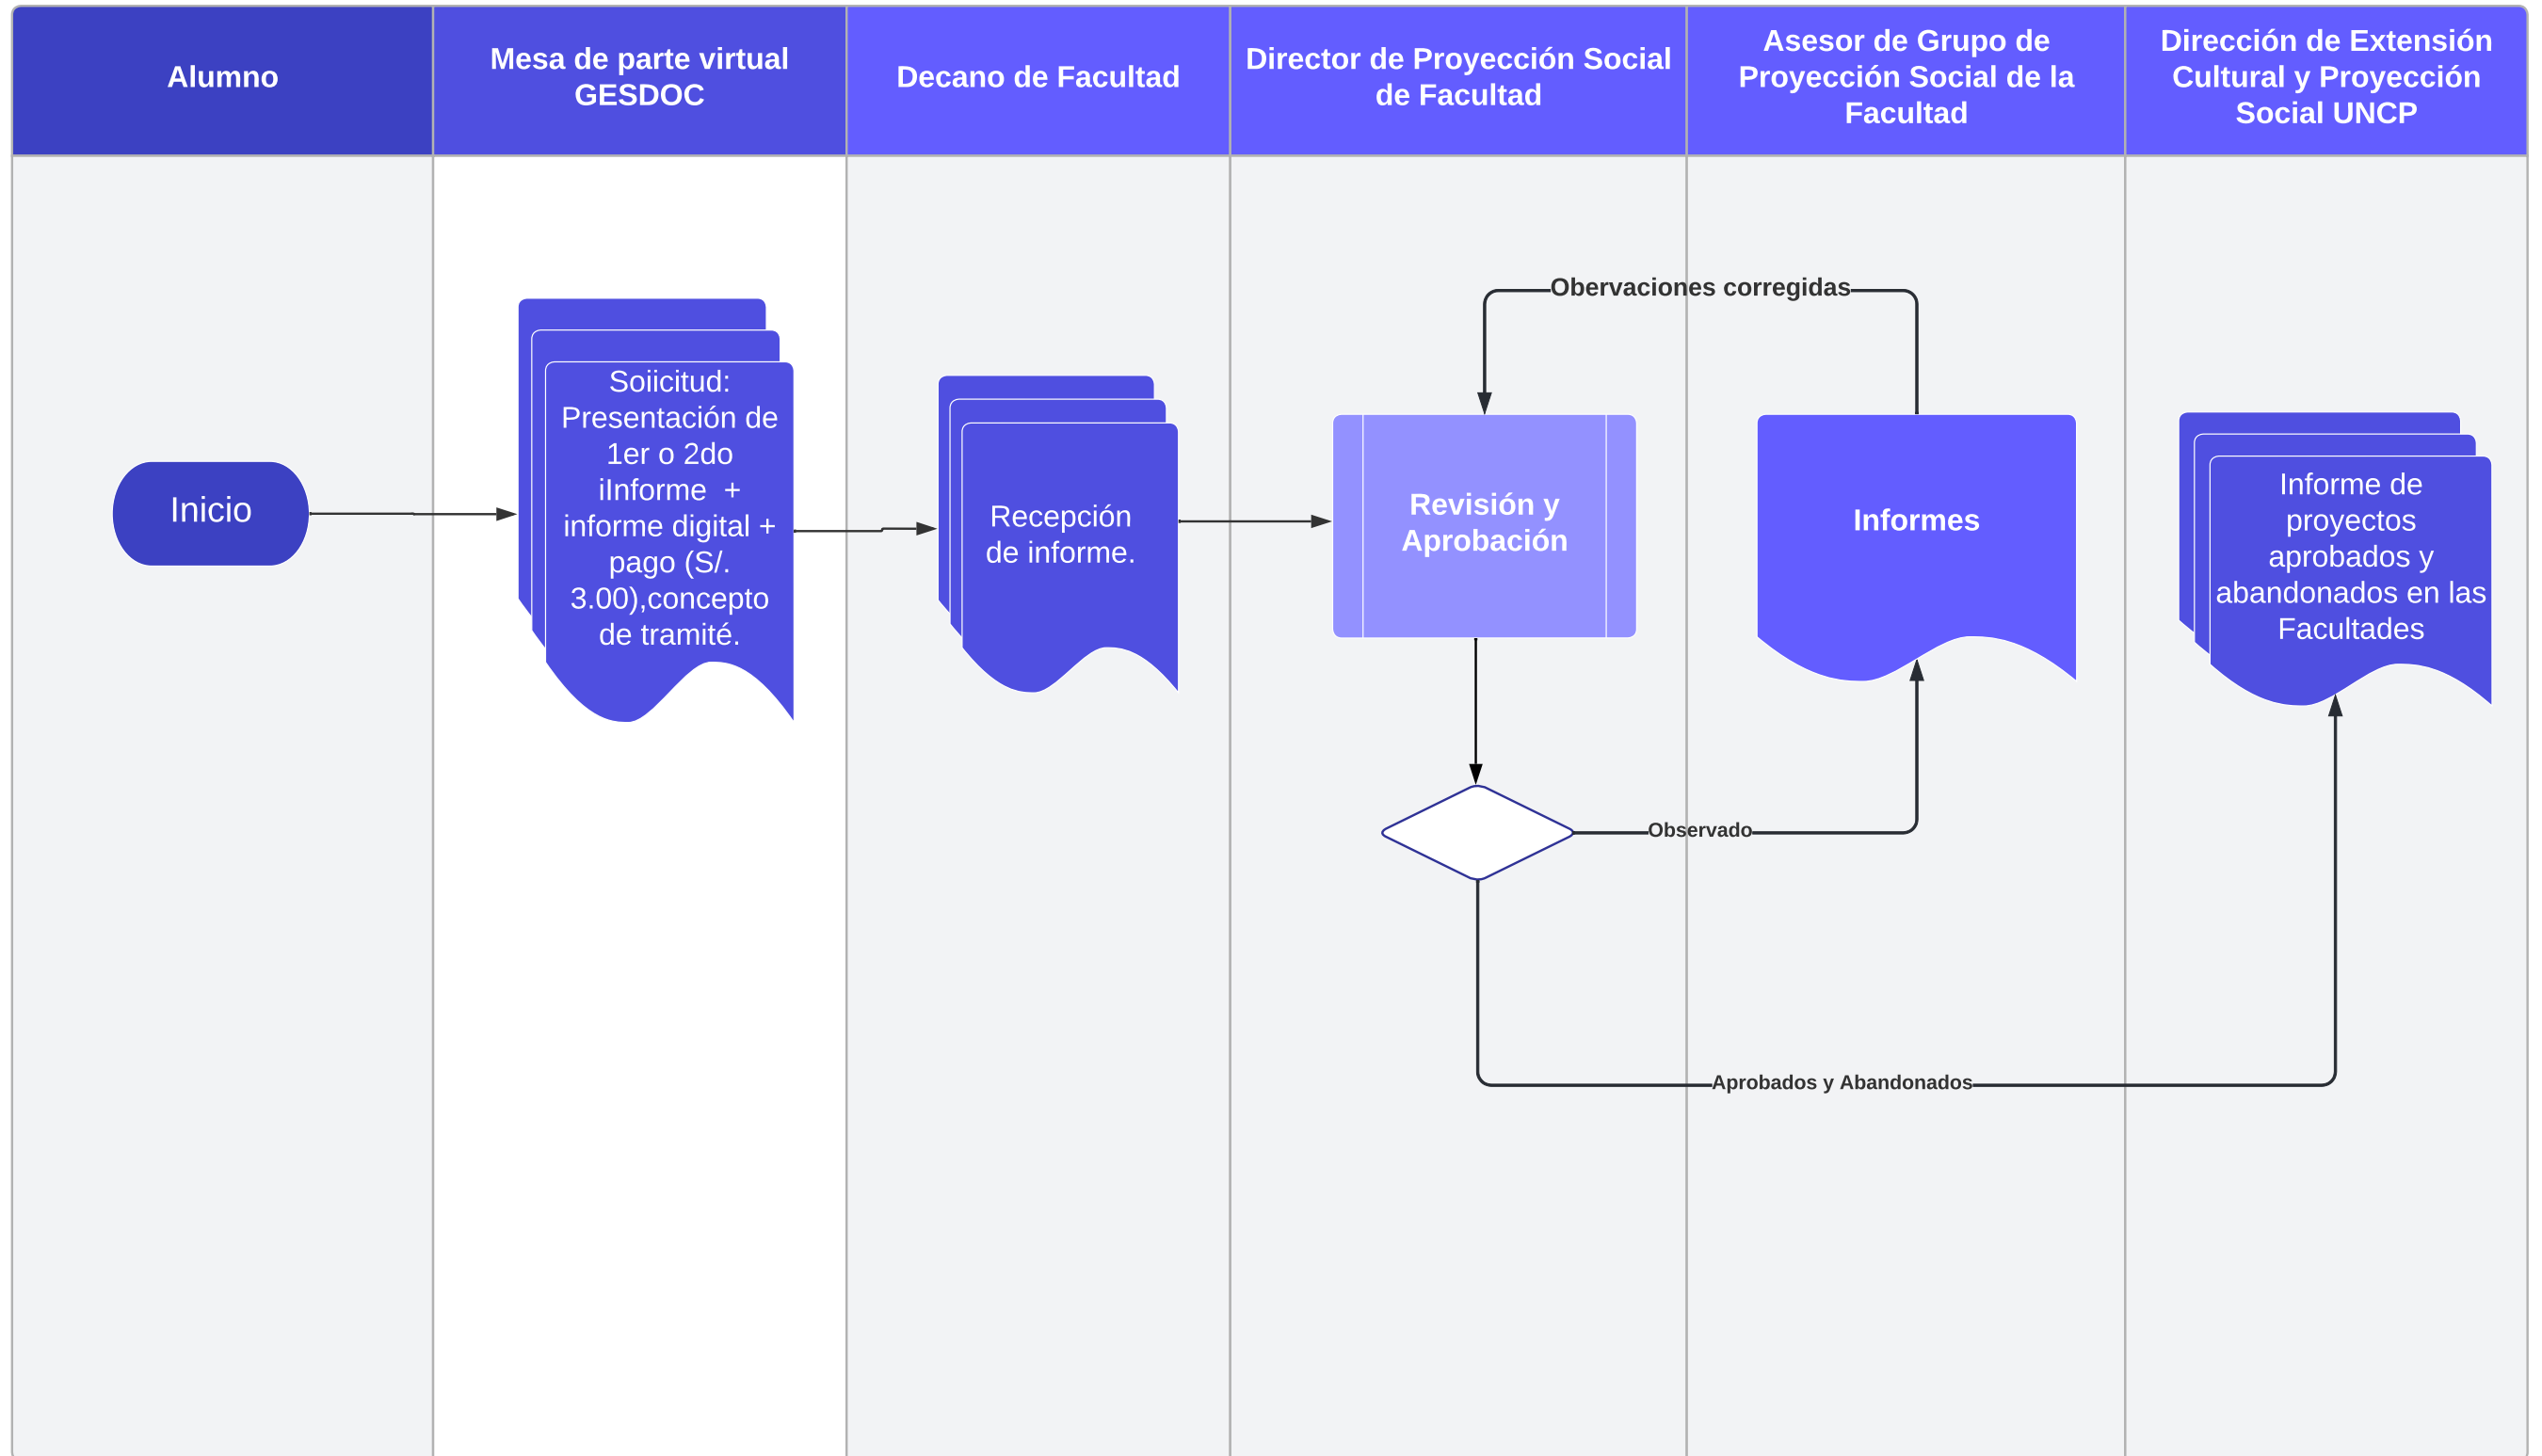 Alumno
Mesa de parte virtual
GESDOC
Decano de Facultad
Director de Proyección Social
de Facultad
Asesor de Grupo de
Proyección Social de la
Facultad
Dirección de Extensión
Cultural y Proyección
Social UNCP
Inicio
Soiicitud:
Presentación de
1er o 2do
iInforme  +
informe digital +
pago (S/.
3.00),concepto
de tramité.
Recepción
de informe.
Obervaciones corregidas
Revisión y
Aprobación
Informes
Informe de
proyectos
aprobados y
abandonados en las
Facultades
Observado
Aprobados y Abandonados